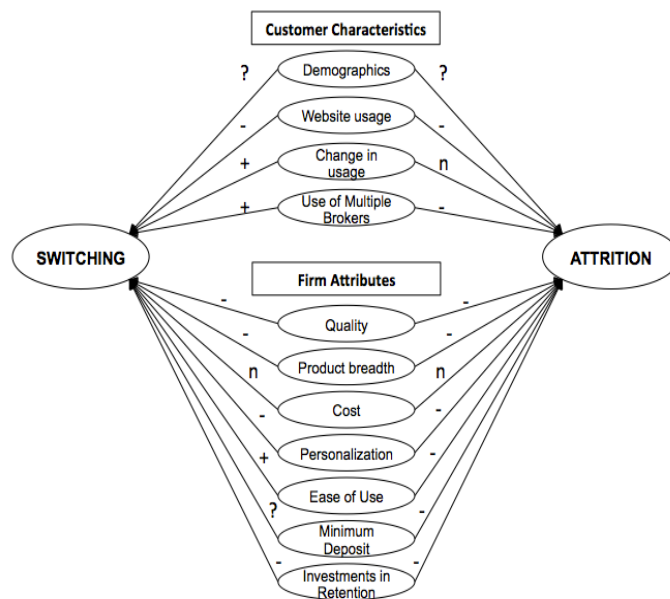 Customer Characteristics
? Demographics ?
- Website usage -
+ Change in n
usage
+ Use of Multiple -
Brokers
SWITCHING ATTRITION
Firm Attributes
- Quality -
- Product breadth -
n Cost n
- Personalization -
+ Ease of Use -
? Minimum -
Deposit
- Investments in -
Retention